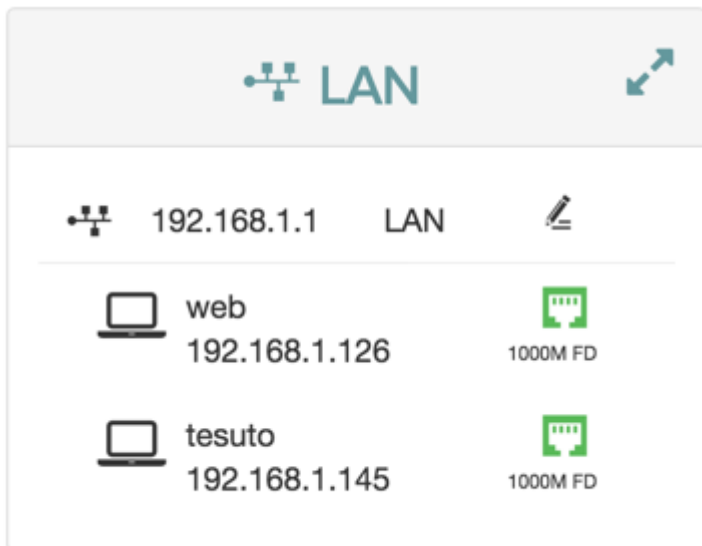 LAN
192.168.1.1 LAN
web
192.168.1.126
1000M FD
tesuto
192.168.1.145
1000M FD